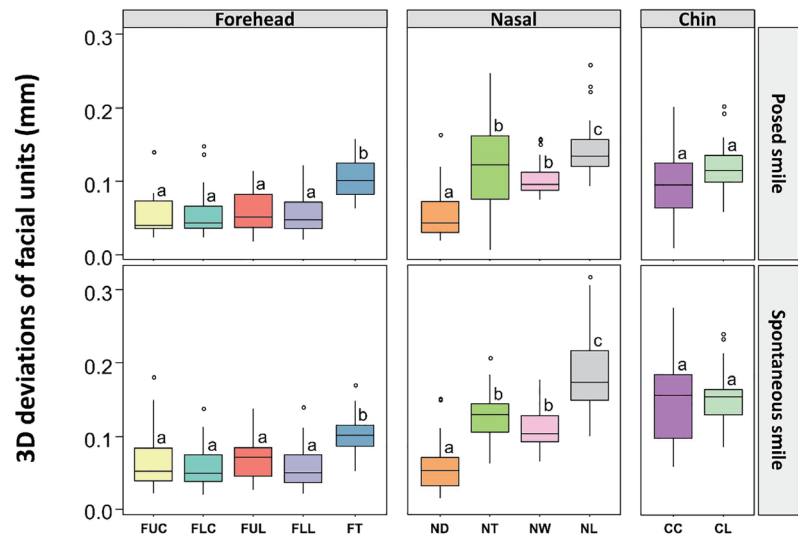 Forehead Nasal Chin
3D deviations of facial units (mm)
0.3
0.2
0.1
0.0
a a a a b
a b b c
a a
Posed smile
0.3
0.2
0.1
0.0
a a a a b
a b b c
a a
Spontaneous smile
FUC FLC FUL FLL FT ND NT NW NL CC CL